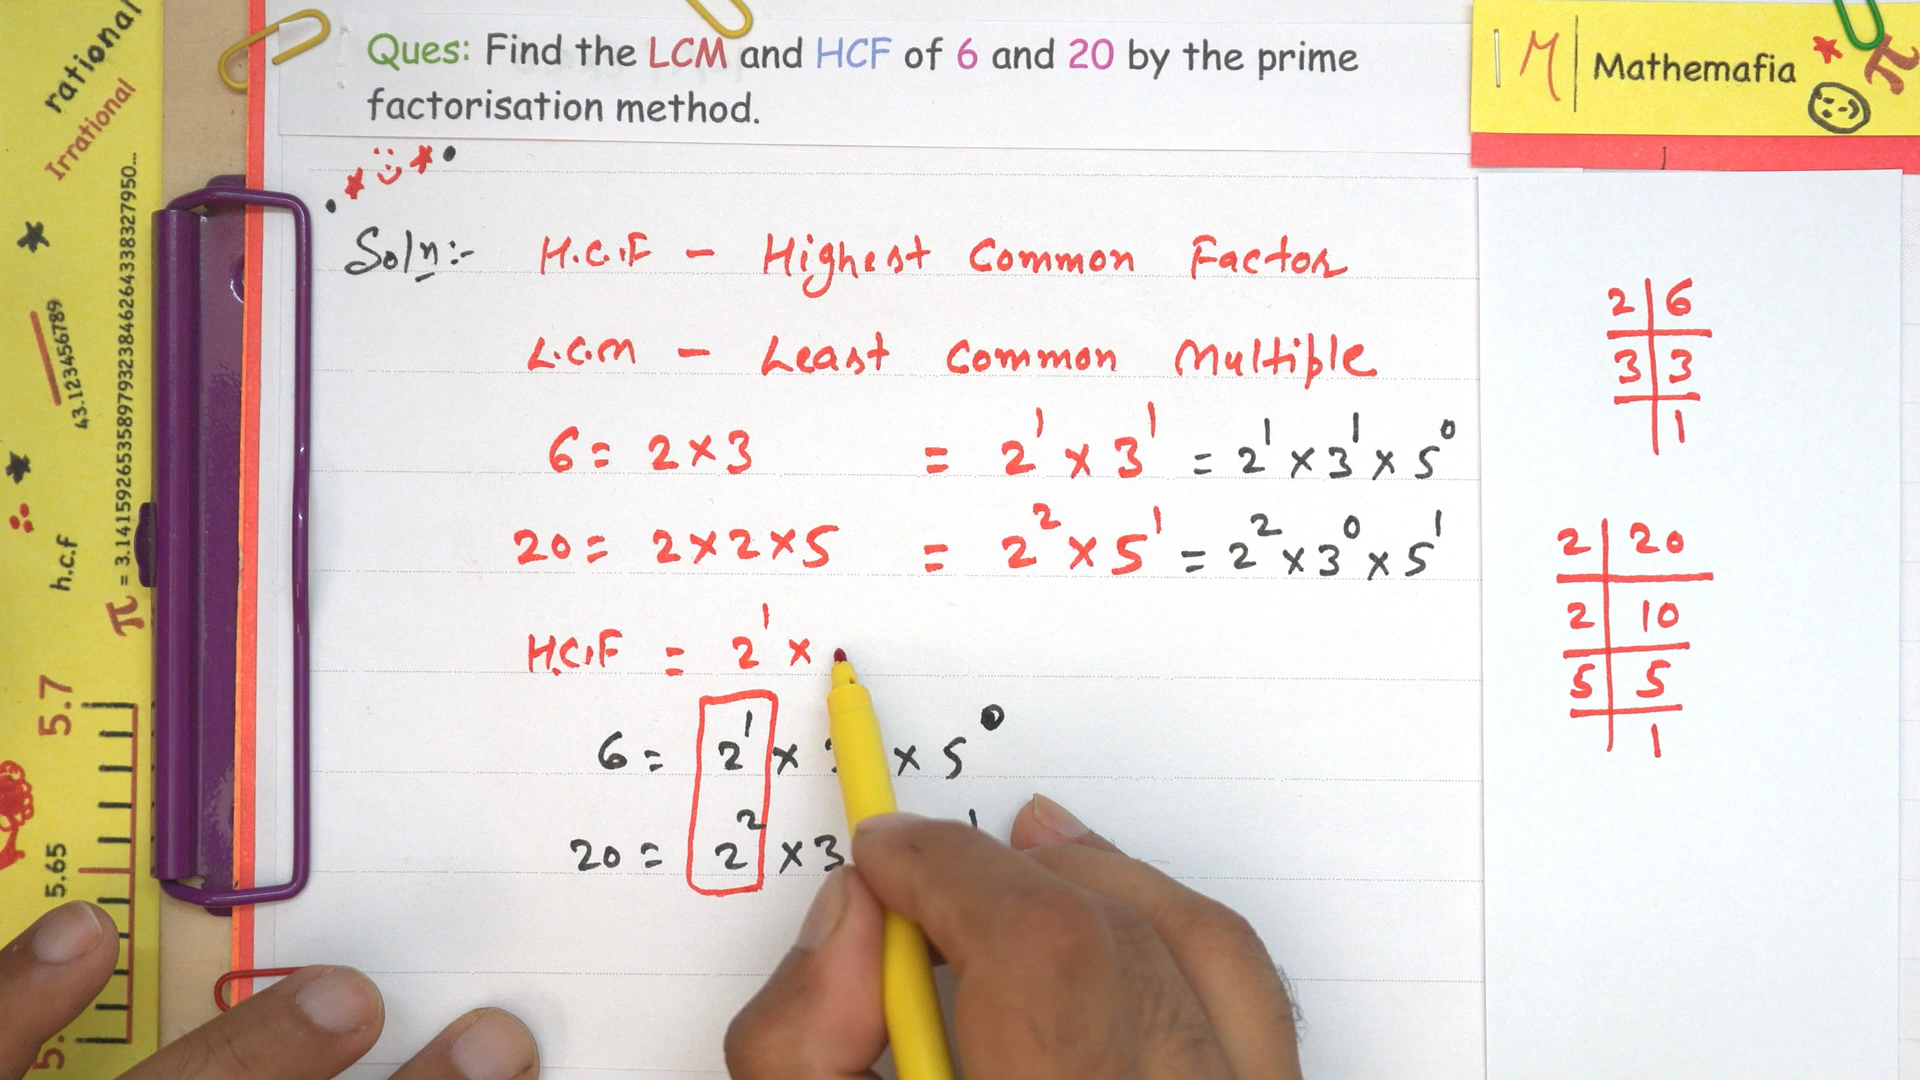 Ques: Find the LCM and HCF of 6 and 20 by the prime
factorisation method.
M Mathemafia π
rational
Irrational
π = 3.14159265358979323846264338327950...
43.123456789
h.c.f
5.7
5.65
5.
Soln:- H.C.F - Highest Common Factor
L.C.M - Least Common Multiple
6 = 2 × 3 = 2¹ × 3¹ = 2¹ × 3¹ × 5⁰
20 = 2 × 2 × 5 = 2² × 5¹ = 2² × 3⁰ × 5¹
H.C.F = 2¹ ×
6 = 2¹ × × 5⁰
20 = 2² × 3 ¹
2 | 6
3 | 3
1
2 | 20
2 | 10
5 | 5
1